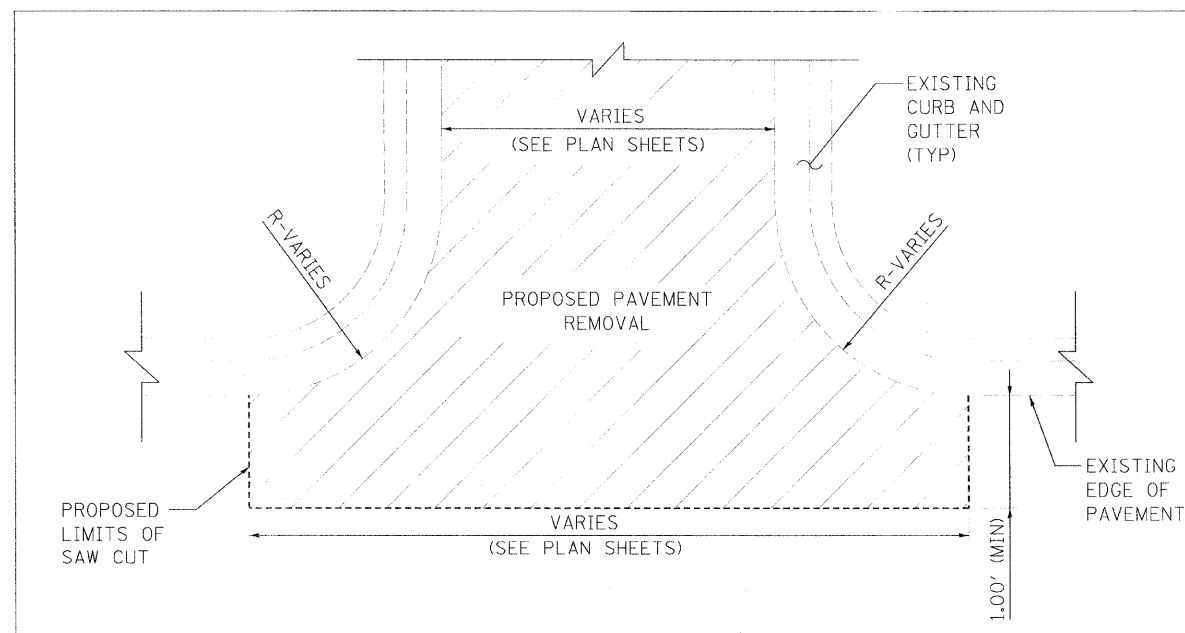 EXISTING
CURB AND
GUTTER
(TYP)
VARIES
(SEE PLAN SHEETS)
R-VARIES
R-VARIES
PROPOSED PAVEMENT
REMOVAL
EXISTING
EDGE OF
PAVEMENT
PROPOSED
LIMITS OF
SAW CUT
VARIES
(SEE PLAN SHEETS)
1.00' (MIN)